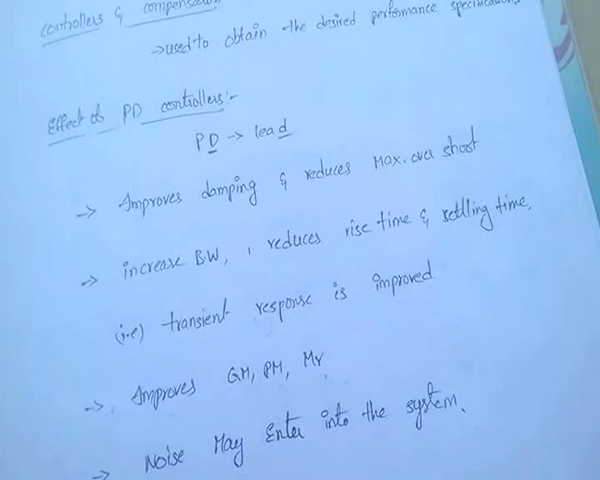 controllers & compensators
→ used to obtain the desired performance specifications
Effect of PD controllers:-
PD → lead
→ Improves damping & reduces Max. over shoot
→ increase BW, , reduces rise time & settling time.
(i.e) transient response is improved
→ Improves GM, PM, Mr
→ Noise May Enter into the system.